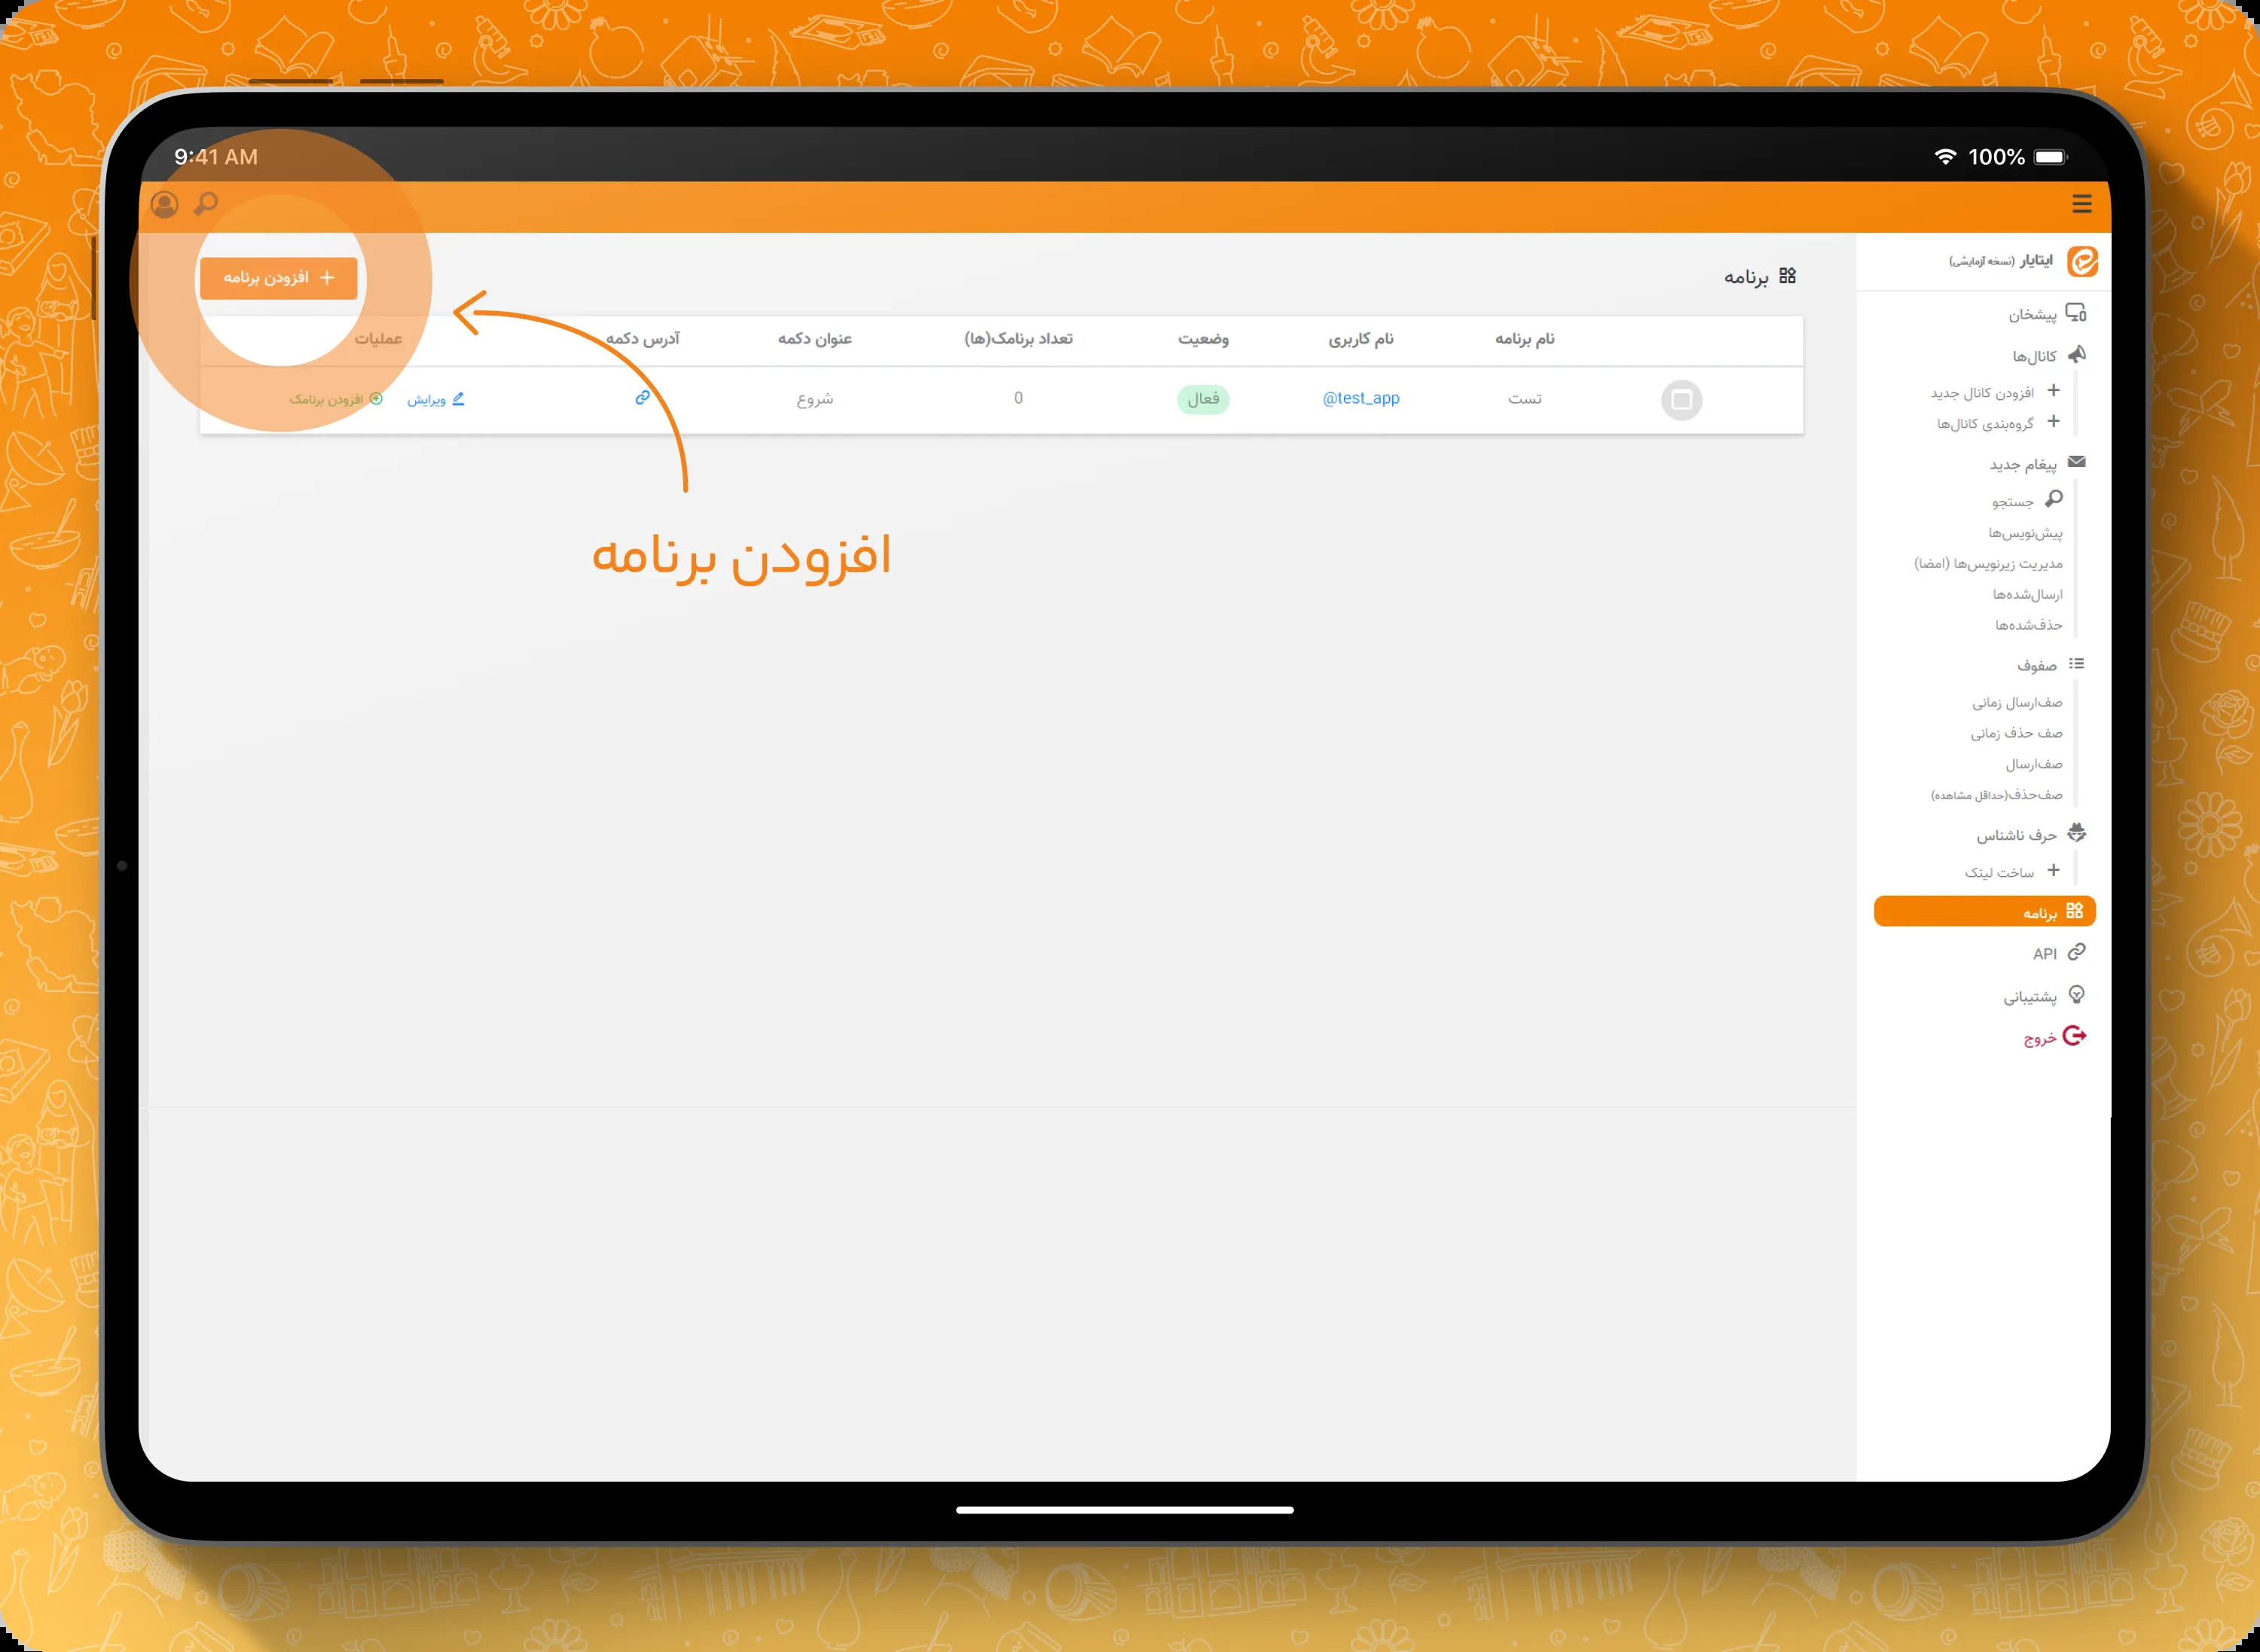 9:41 AM
100%
ایتایار (نسخه آزمایشی)
پیشخان
کانال‌ها
افزودن کانال جدید
گروه‌بندی کانال‌ها
پیغام جدید
جستجو
پیش‌نویس‌ها
مدیریت زیرنویس‌ها (امضا)
ارسال‌شده‌ها
حذف‌شده‌ها
صفوف
صف‌ارسال زمانی
صف حذف زمانی
صف‌ارسال
صف‌حذف(حداقل مشاهده)
حرف ناشناس
ساخت لینک
برنامه
API
پشتیبانی
خروج
برنامه
افزودن برنامه
نام برنامه نام کاربری وضعیت تعداد برنامک(ها) عنوان دکمه آدرس دکمه عملیات
تست @test_app فعال 0 شروع ویرایش افزودن برنامک
افزودن برنامه